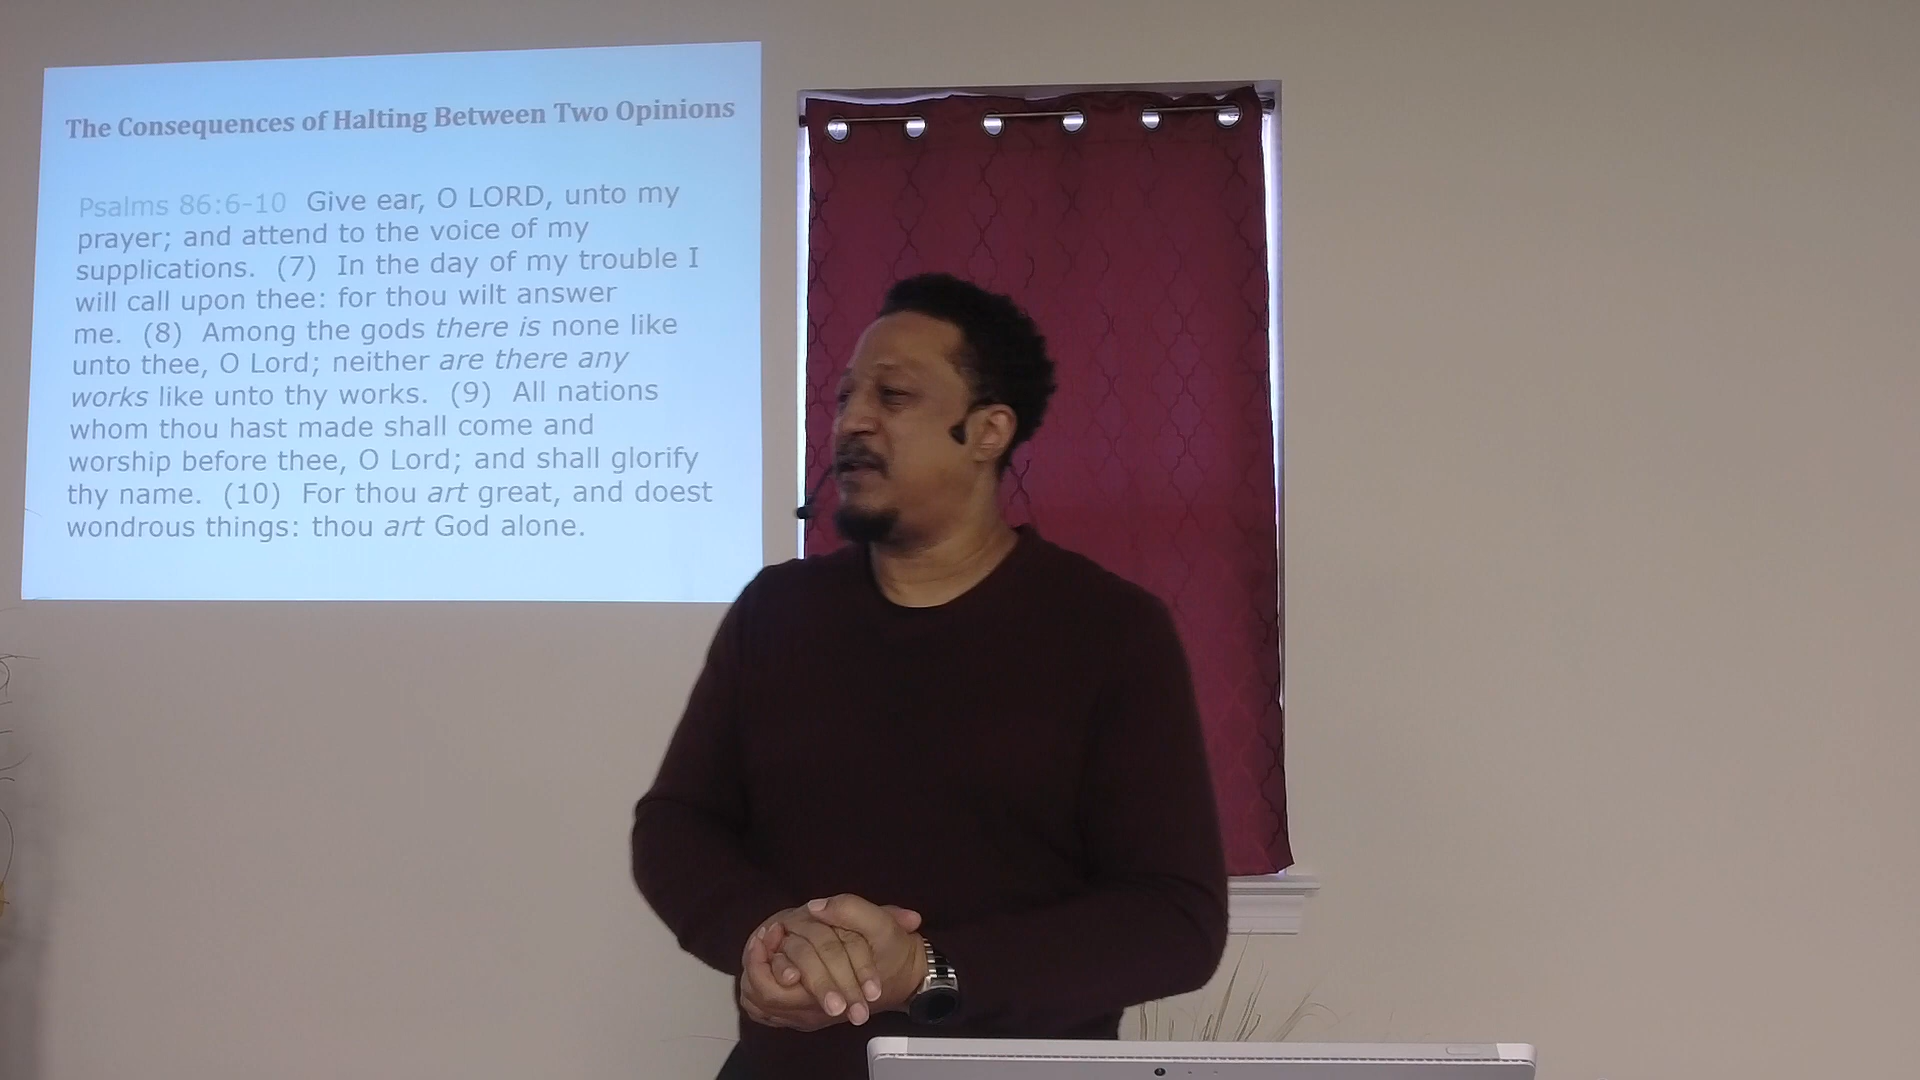 The Consequences of Halting Between Two Opinions
Psalms 86:6-10 Give ear, O LORD, unto my
prayer; and attend to the voice of my
supplications. (7) In the day of my trouble I
will call upon thee: for thou wilt answer
me. (8) Among the gods there is none like
unto thee, O Lord; neither are there any
works like unto thy works. (9) All nations
whom thou hast made shall come and
worship before thee, O Lord; and shall glorify
thy name. (10) For thou art great, and doest
wondrous things: thou art God alone.